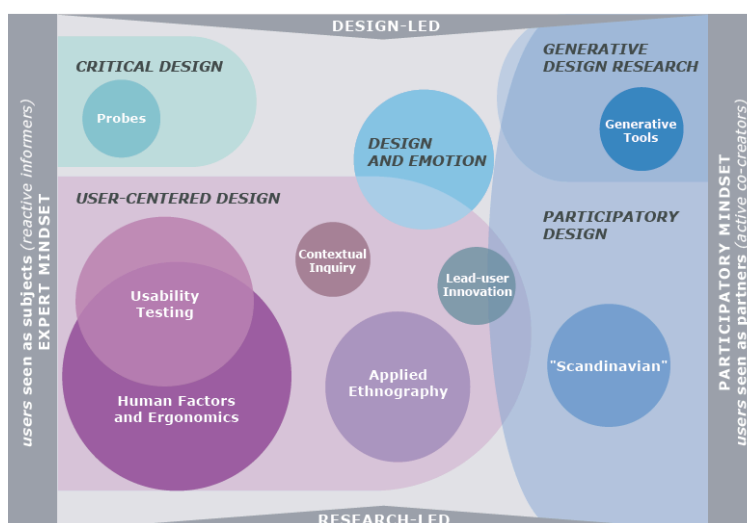 DESIGN-LED
CRITICAL DESIGN
Probes
GENERATIVE
DESIGN RESEARCH
Generative
Tools
DESIGN
AND EMOTION
USER-CENTERED DESIGN
Contextual
Inquiry
Usability
Testing
Lead-user
Innovation
PARTICIPATORY
DESIGN
Human Factors
and Ergonomics
Applied
Ethnography
"Scandinavian"
RESEARCH-LED
users seen as subjects (reactive informers)
EXPERT MINDSET
PARTICIPATORY MINDSET
users seen as partners (active co-creators)